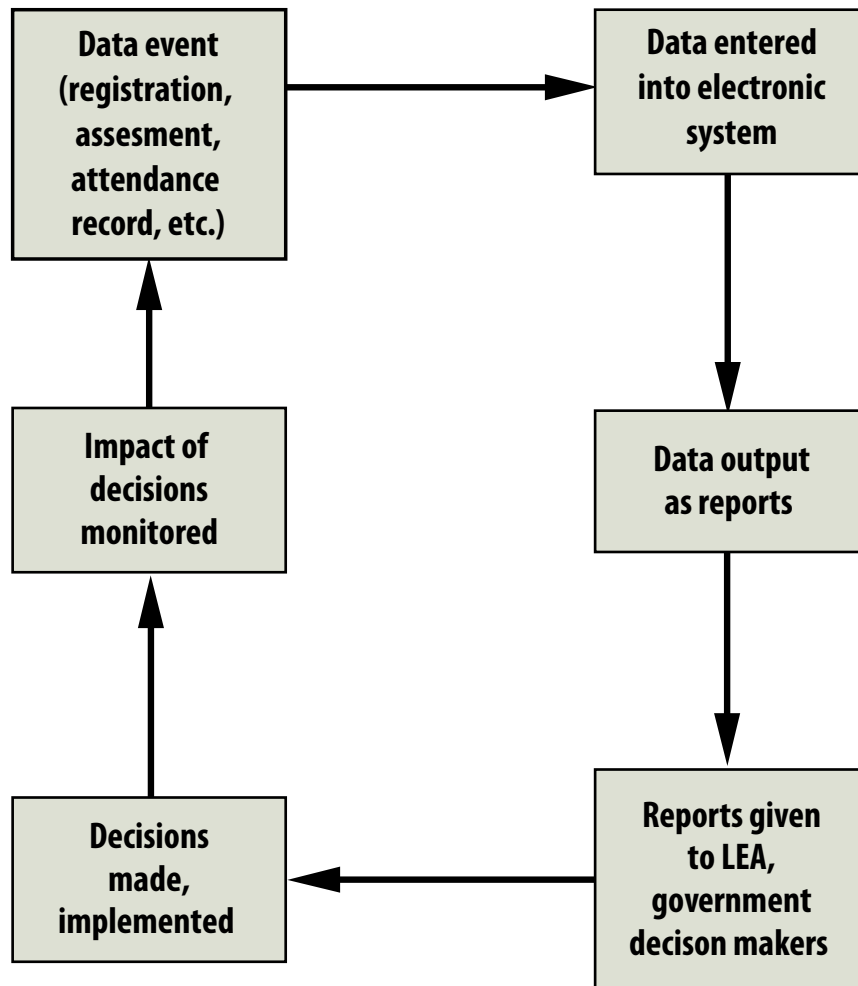 Data event
(registration,
assesment,
attendance
record, etc.)
Data entered
into electronic
system
Data output
as reports
Reports given
to LEA,
government
decison makers
Decisions
made,
implemented
Impact of
decisions
monitored